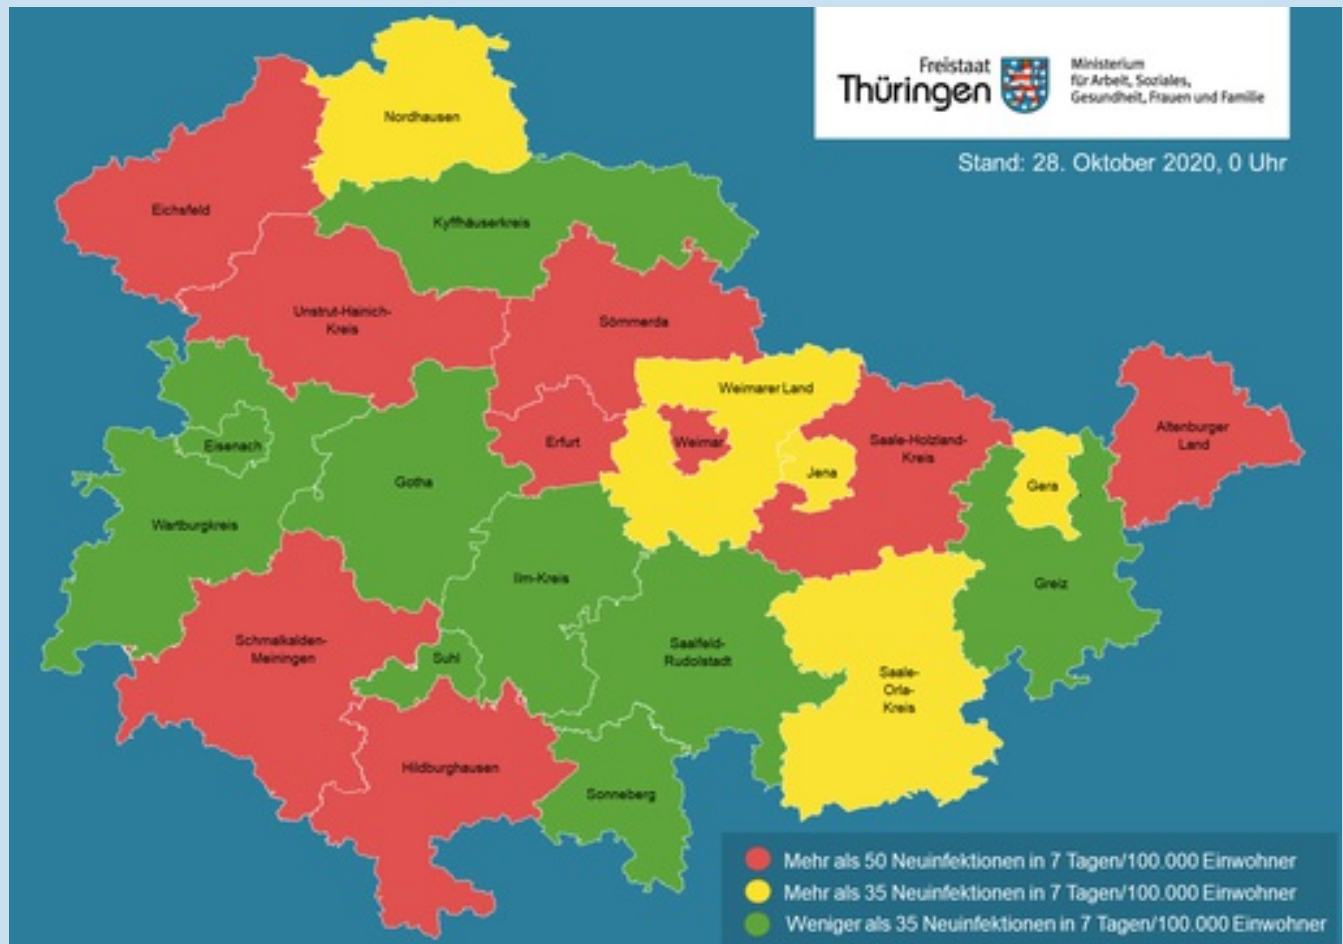 Freistaat
Thüringen
Ministerium
für Arbeit, Soziales,
Gesundheit, Frauen und Familie
Stand: 28. Oktober 2020, 0 Uhr
Nordhausen
Eichsfeld
Kyffhäuserkreis
Unstrut-Hainich-
Kreis
Sömmerda
Weimarer Land
Eisenach
Gotha
Erfurt
Weimar
Jena
Saale-Holzland-
Kreis
Gera
Altenburger
Land
Wartburgkreis
Ilm-Kreis
Greiz
Schmalkalden-
Meiningen
Suhl
Saalfeld-
Rudolstadt
Saale-
Orla-
Kreis
Hildburghausen
Sonneberg
Mehr als 50 Neuinfektionen in 7 Tagen/100.000 Einwohner
Mehr als 35 Neuinfektionen in 7 Tagen/100.000 Einwohner
Weniger als 35 Neuinfektionen in 7 Tagen/100.000 Einwohner